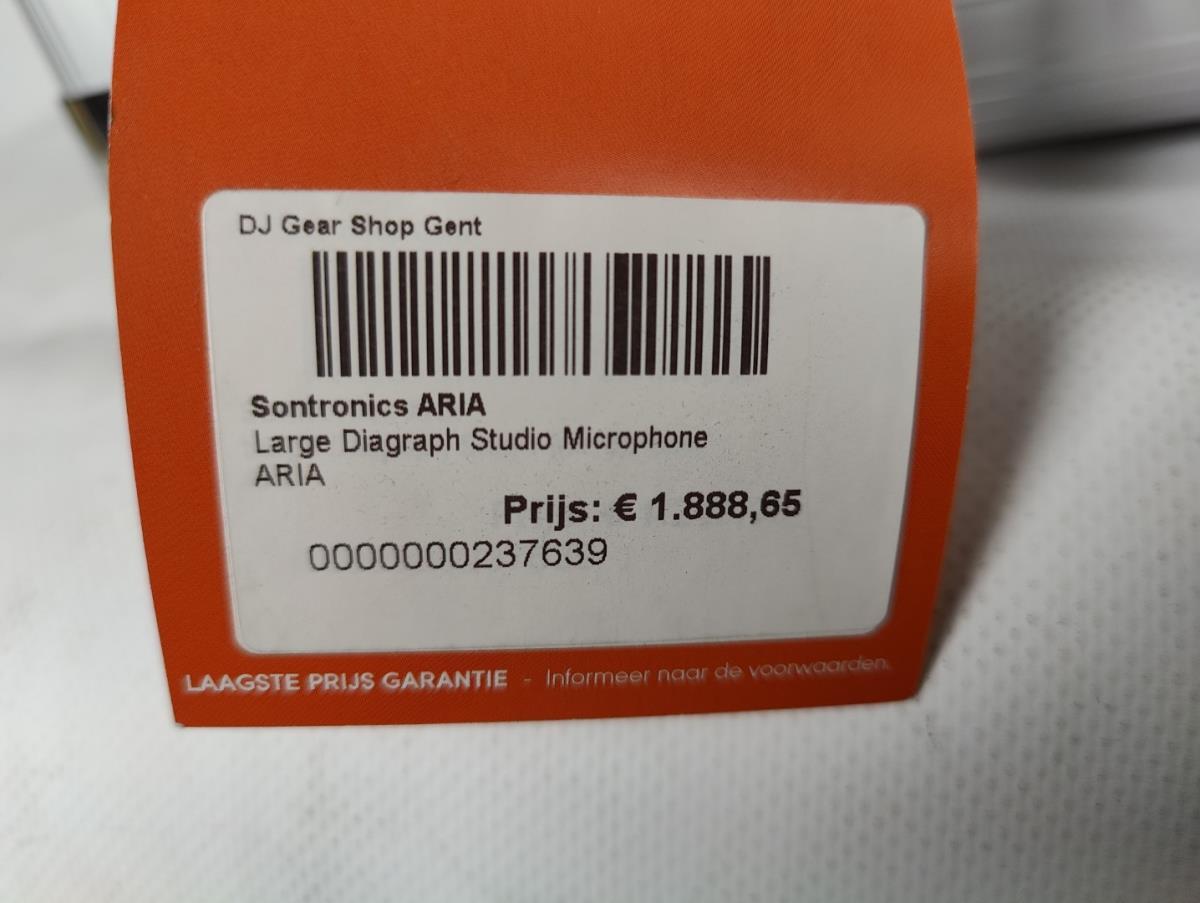 DJ Gear Shop Gent
Sontronics ARIA
Large Diagraph Studio Microphone
ARIA
Prijs: € 1.888,65
0000000237639
LAAGSTE PRIJS GARANTIE - Informeer naar de voorwaarden.